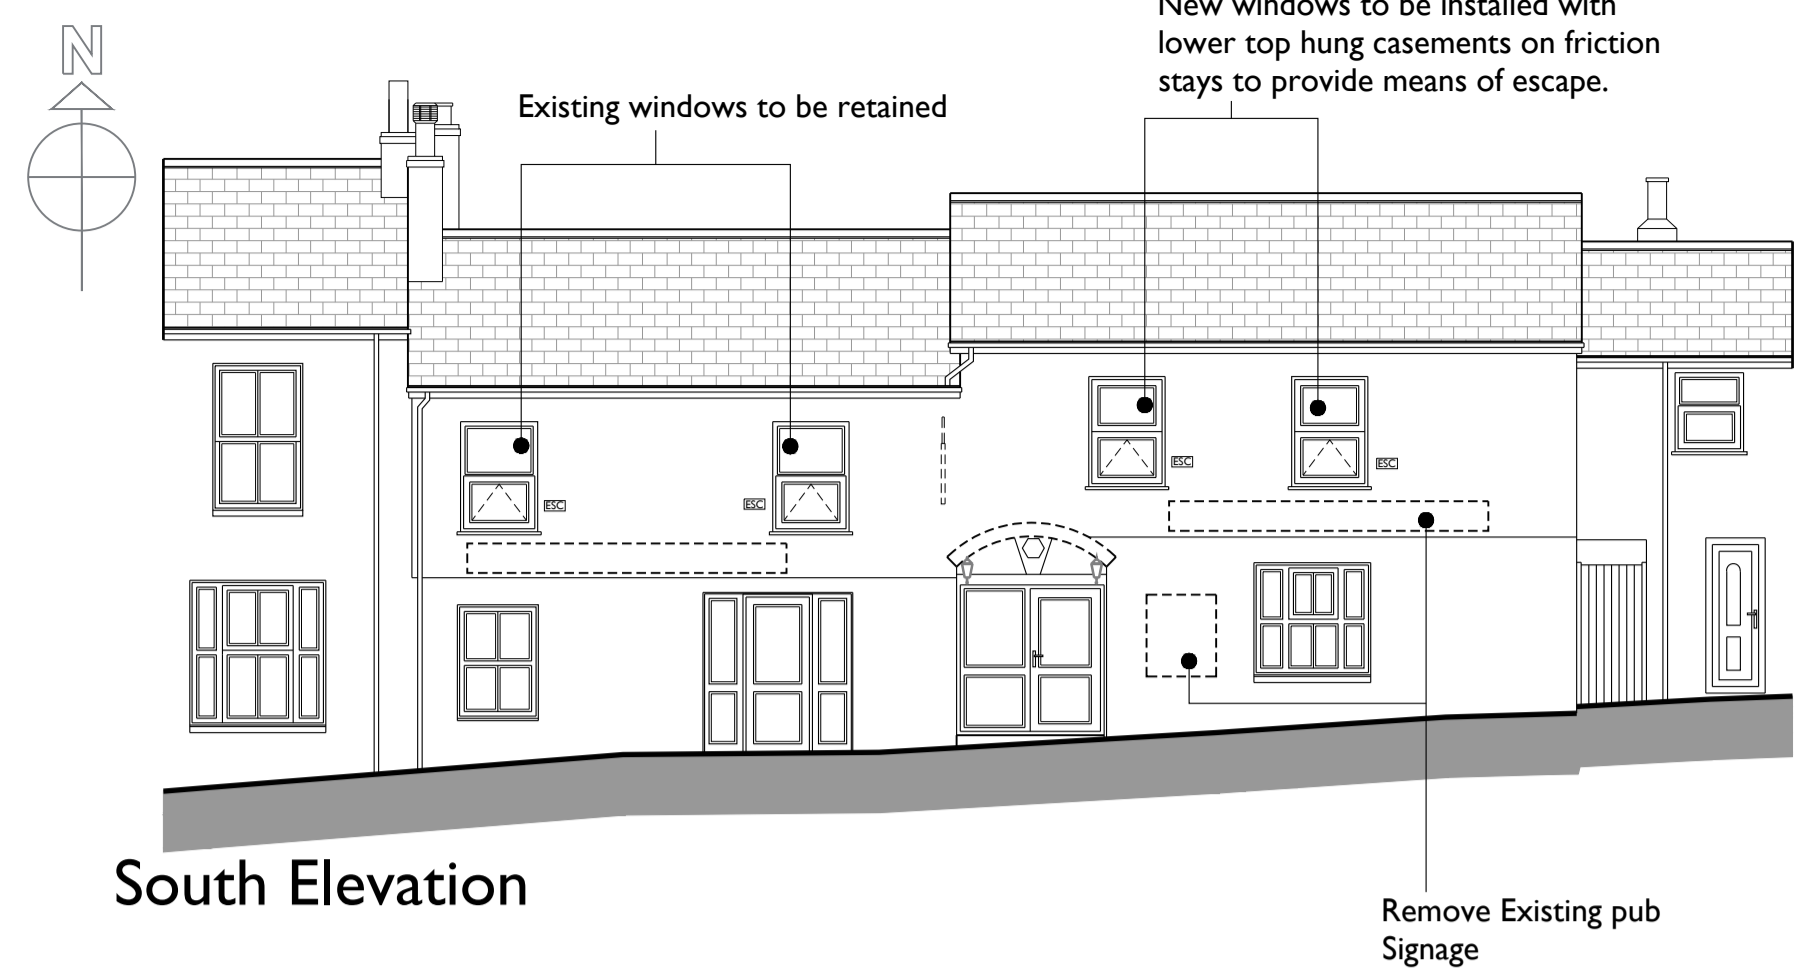 New windows to be installed with
lower top hung casements on friction
stays to provide means of escape.
N
Existing windows to be retained
ESC
ESC
ESC
ESC
South Elevation
Remove Existing pub
Signage